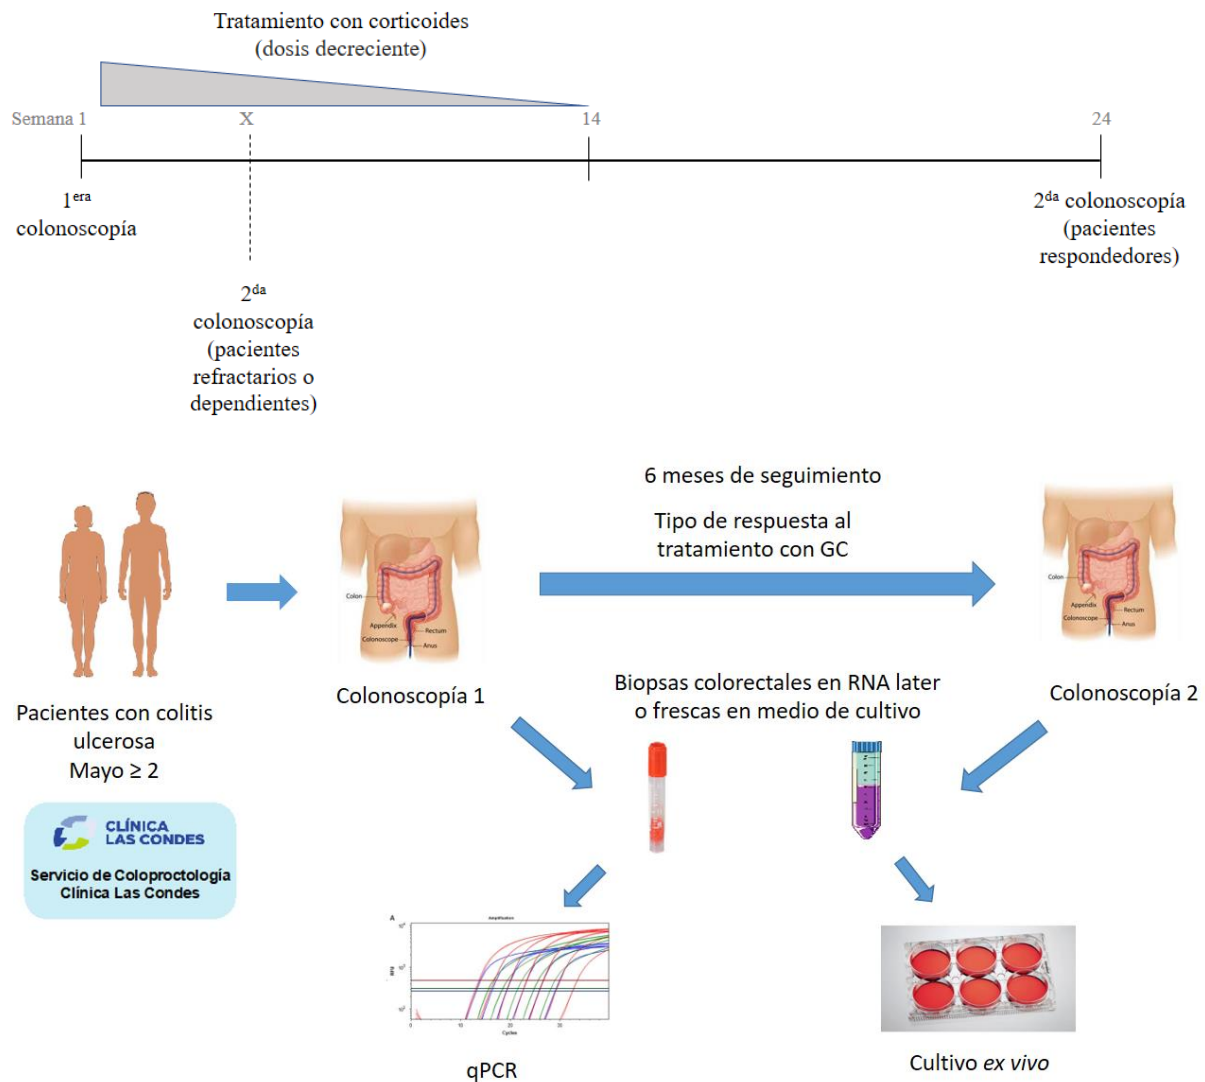 Tratamiento con corticoides
(dosis decreciente)
Semana 1
X
14
24
1era
colonoscopía
2da
colonoscopía
(pacientes
refractarios o
dependientes)
2da colonoscopía
(pacientes
respondedores)
6 meses de seguimiento
Tipo de respuesta al
tratamiento con GC
Colon
Appendix
Colonoscope
Rectum
Anus
Colon
Appendix
Colonoscope
Rectum
Anus
Pacientes con colitis
ulcerosa
Mayo ≥ 2
Colonoscopía 1
Biopsas colorectales en RNA later
o frescas en medio de cultivo
Colonoscopía 2
CLÍNICA
LAS CONDES
Servicio de Coloproctología
Clínica Las Condes
A
Amplification
0
10
20
30
Cycles
qPCR
Cultivo ex vivo